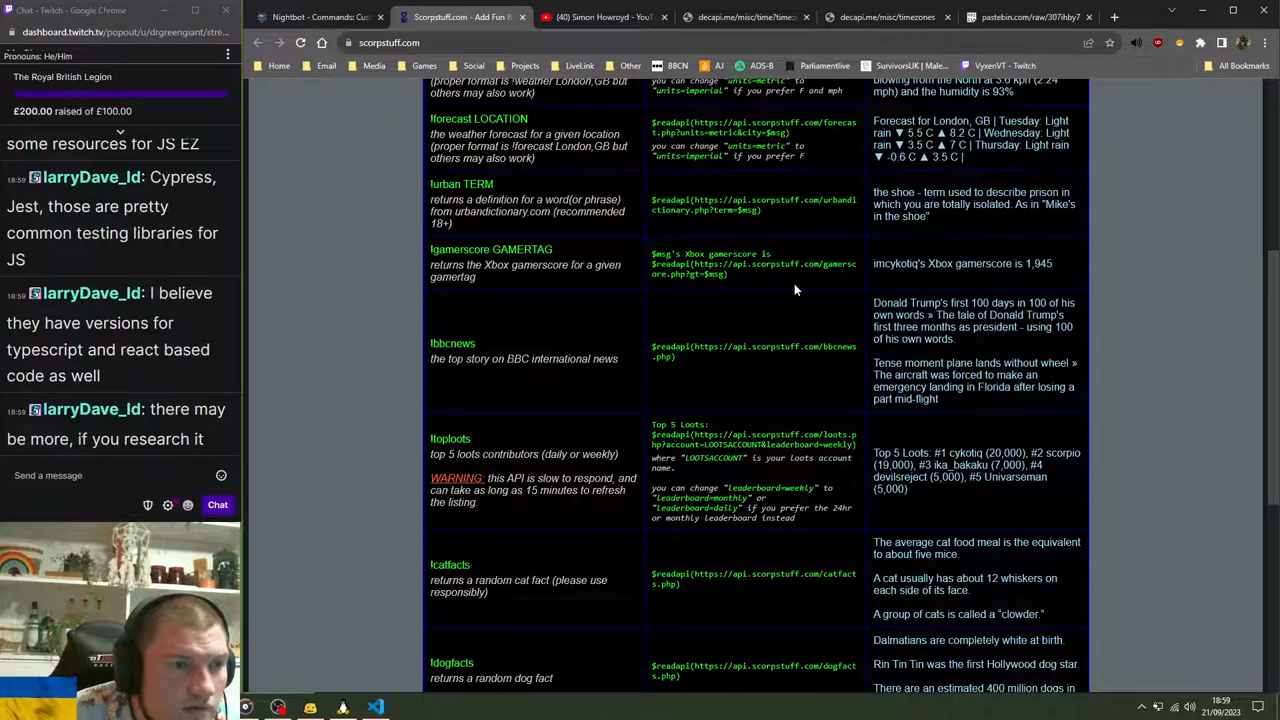 Chat - Twitch - Google Chrome
dashboard.twitch.tv/popout/u/drgreengiant/stre...
Pronouns: He/Him
The Royal British Legion
£200.00 raised of £100.00
some resources for JS EZ
18:59 larryDave_Id: Cypress,
Jest, those are pretty
common testing libraries for
JS
18:59 larryDave_Id: I believe
they have versions for
typescript and react based
code as well
18:59 larryDave_Id: there may
be more, if you research it
Send a message
Chat
Nightbot - Commands: Cust
Scorpstuff.com - Add Fun &
(40) Simon Howroyd - YouT
decapi.me/misc/time?timez
decapi.me/misc/timezones
pastebin.com/raw/307ihby7
scorpstuff.com
Home
Email
Media
Games
Social
Projects
LiveLink
Other
BBCN
AJ
ADS-B
Parliamentlive
SurvivorsUK | Male...
VyxenVT - Twitch
All Bookmarks
(proper format is !weather London,GB but
others may also work)
you can change "units=metric" to
"units=imperial" if you prefer F and mph
blowing from the North at 3.6 kph (2.24
mph) and the humidity is 93%
!forecast LOCATION
the weather forecast for a given location
(proper format is !forecast London,GB but
others may also work)
$readapi(https://api.scorpstuff.com/forecas
t.php?units=metric&city=$msg)
you can change "units=metric" to
"units=imperial" if you prefer F
Forecast for London, GB | Tuesday: Light
rain ▼ 5.5 C ▲ 8.2 C | Wednesday: Light
rain ▼ 3.5 C ▲ 7 C | Thursday: Light rain
▼ -0.6 C ▲ 3.5 C |
!urban TERM
returns a definition for a word(or phrase)
from urbandictionary.com (recommended
18+)
$readapi(https://api.scorpstuff.com/urbandi
ctionary.php?term=$msg)
the shoe - term used to describe prison in
which you are totally isolated. As in "Mike's
in the shoe"
!gamerscore GAMERTAG
returns the Xbox gamerscore for a given
gamertag
$msg's Xbox gamerscore is
$readapi(https://api.scorpstuff.com/gamersc
ore.php?gt=$msg)
imcykotiq's Xbox gamerscore is 1,945
!bbcnews
the top story on BBC international news
$readapi(https://api.scorpstuff.com/bbcnews
.php)
Donald Trump's first 100 days in 100 of his
own words » The tale of Donald Trump's
first three months as president - using 100
of his own words.
Tense moment plane lands without wheel »
The aircraft was forced to make an
emergency landing in Florida after losing a
part mid-flight
!toploots
top 5 loots contributors (daily or weekly)
WARNING: this API is slow to respond, and
can take as long as 15 minutes to refresh
the listing.
Top 5 Loots:
$readapi(https://api.scorpstuff.com/loots.p
hp?account=LOOTSACCOUNT&leaderboard=weekly)
where "LOOTSACCOUNT" is your loots account
name.
you can change "leaderboard=weekly" to
"leaderboard=monthly" or
"leaderboard=daily" if you prefer the 24hr
or monthly leaderboard instead
Top 5 Loots: #1 cykotiq (20,000), #2 scorpio
(19,000), #3 ika_bakaku (7,000), #4
devilsreject (5,000), #5 Univarseman
(5,000)
!catfacts
returns a random cat fact (please use
responsibly)
$readapi(https://api.scorpstuff.com/catfact
s.php)
The average cat food meal is the equivalent
to about five mice.
A cat usually has about 12 whiskers on
each side of its face.
A group of cats is called a “clowder.”
!dogfacts
returns a random dog fact
$readapi(https://api.scorpstuff.com/dogfact
s.php)
Dalmatians are completely white at birth.
Rin Tin Tin was the first Hollywood dog star.
There are an estimated 400 million dogs in
18:59
21/09/2023